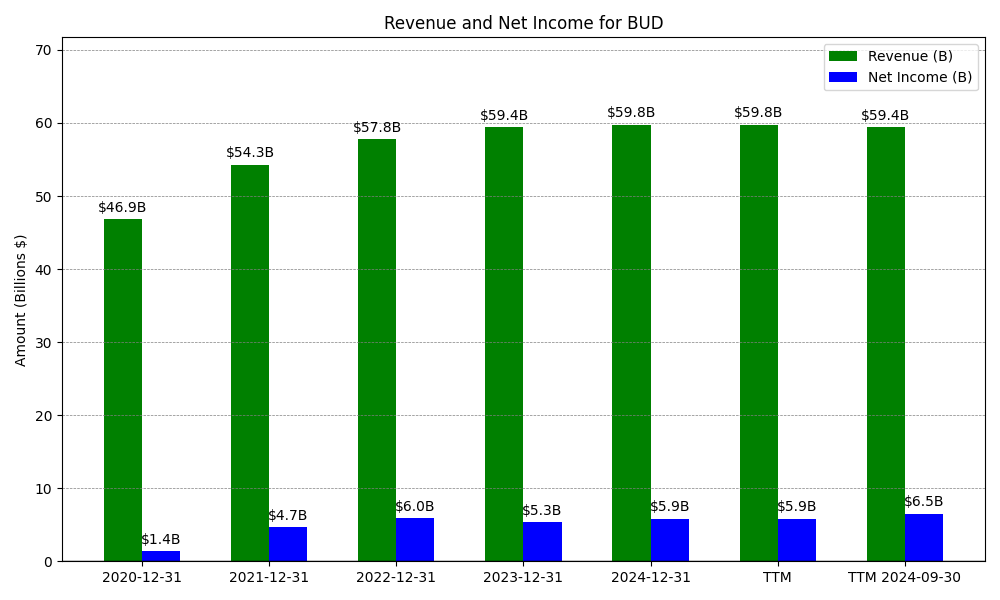 Revenue and Net Income for BUD
Revenue (B)
Net Income (B)
Amount (Billions $)
70
60
50
40
30
20
10
0
$46.9B
$54.3B
$57.8B
$59.4B
$59.8B
$59.8B
$59.4B
$1.4B
$4.7B
$6.0B
$5.3B
$5.9B
$5.9B
$6.5B
2020-12-31
2021-12-31
2022-12-31
2023-12-31
2024-12-31
TTM
TTM 2024-09-30